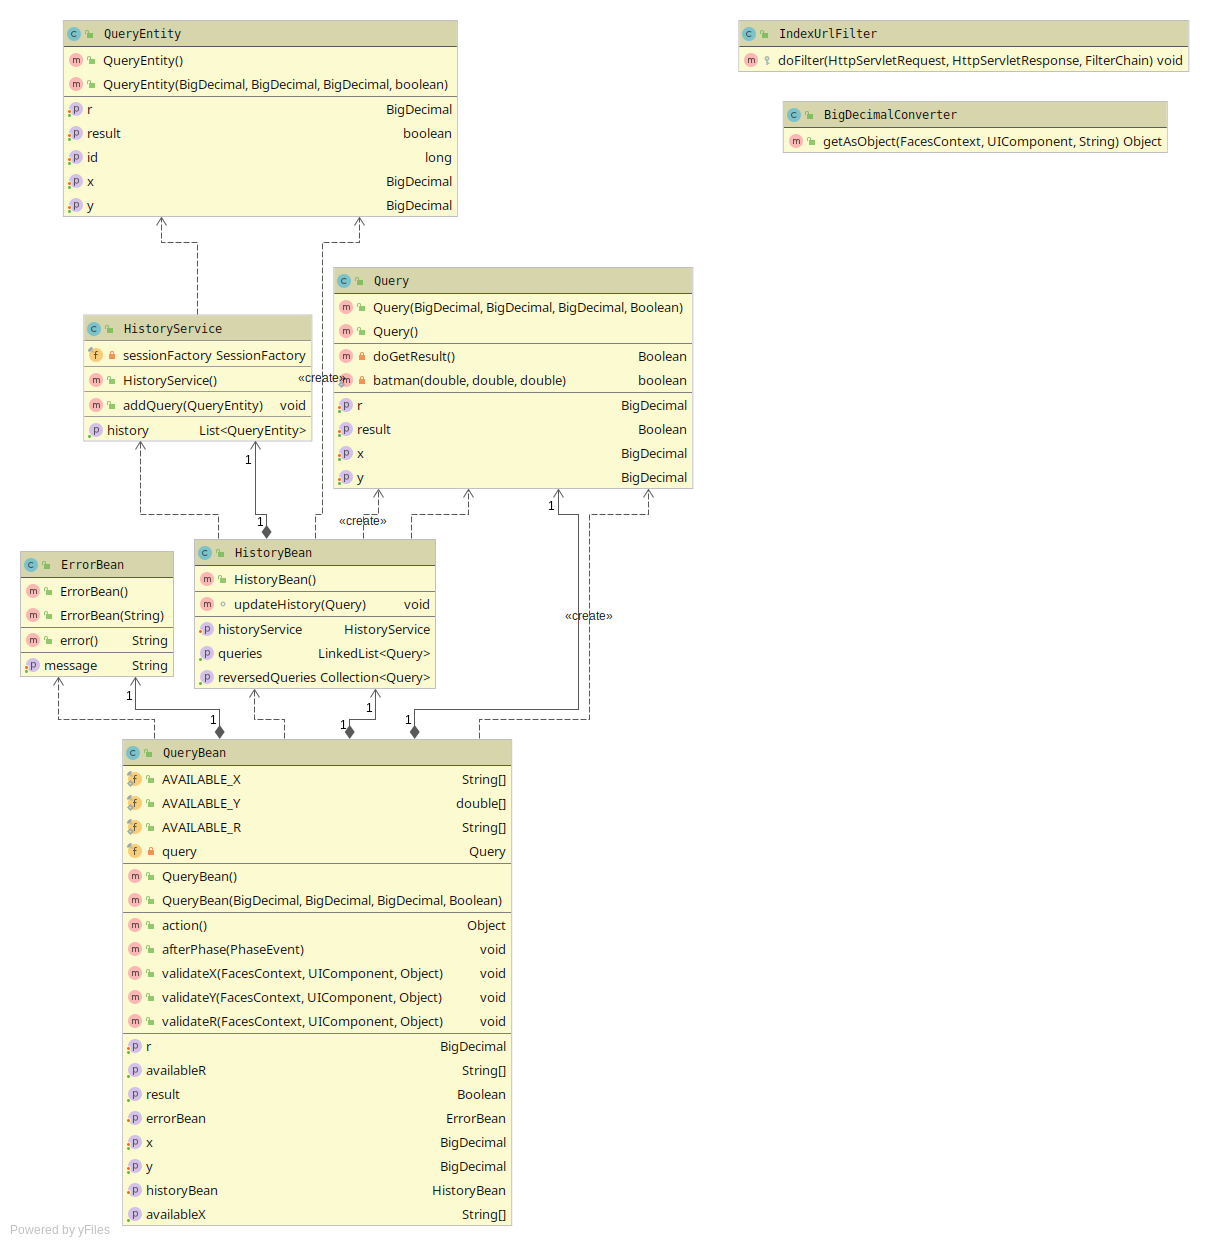 QueryEntity
QueryEntity()
QueryEntity(BigDecimal, BigDecimal, BigDecimal, boolean)
r BigDecimal
result boolean
id long
x BigDecimal
y BigDecimal
IndexUrlFilter
doFilter(HttpServletRequest, HttpServletResponse, FilterChain) void
BigDecimalConverter
getAsObject(FacesContext, UIComponent, String) Object
Query
Query(BigDecimal, BigDecimal, BigDecimal, Boolean)
Query()
doGetResult() Boolean
batman(double, double, double) boolean
r BigDecimal
result Boolean
x BigDecimal
y BigDecimal
HistoryService
sessionFactory SessionFactory
HistoryService()
addQuery(QueryEntity) void
history List<QueryEntity>
«create»
1
1
1
«create»
HistoryBean
HistoryBean()
updateHistory(Query) void
historyService HistoryService
queries LinkedList<Query>
reversedQueries Collection<Query>
ErrorBean
ErrorBean()
ErrorBean(String)
error() String
message String
«create»
1
1
1
1
1
QueryBean
AVAILABLE_X String[]
AVAILABLE_Y double[]
AVAILABLE_R String[]
query Query
QueryBean()
QueryBean(BigDecimal, BigDecimal, BigDecimal, Boolean)
action() Object
afterPhase(PhaseEvent) void
validateX(FacesContext, UIComponent, Object) void
validateY(FacesContext, UIComponent, Object) void
validateR(FacesContext, UIComponent, Object) void
r BigDecimal
availableR String[]
result Boolean
errorBean ErrorBean
x BigDecimal
y BigDecimal
historyBean HistoryBean
availableX String[]
Powered by yFiles